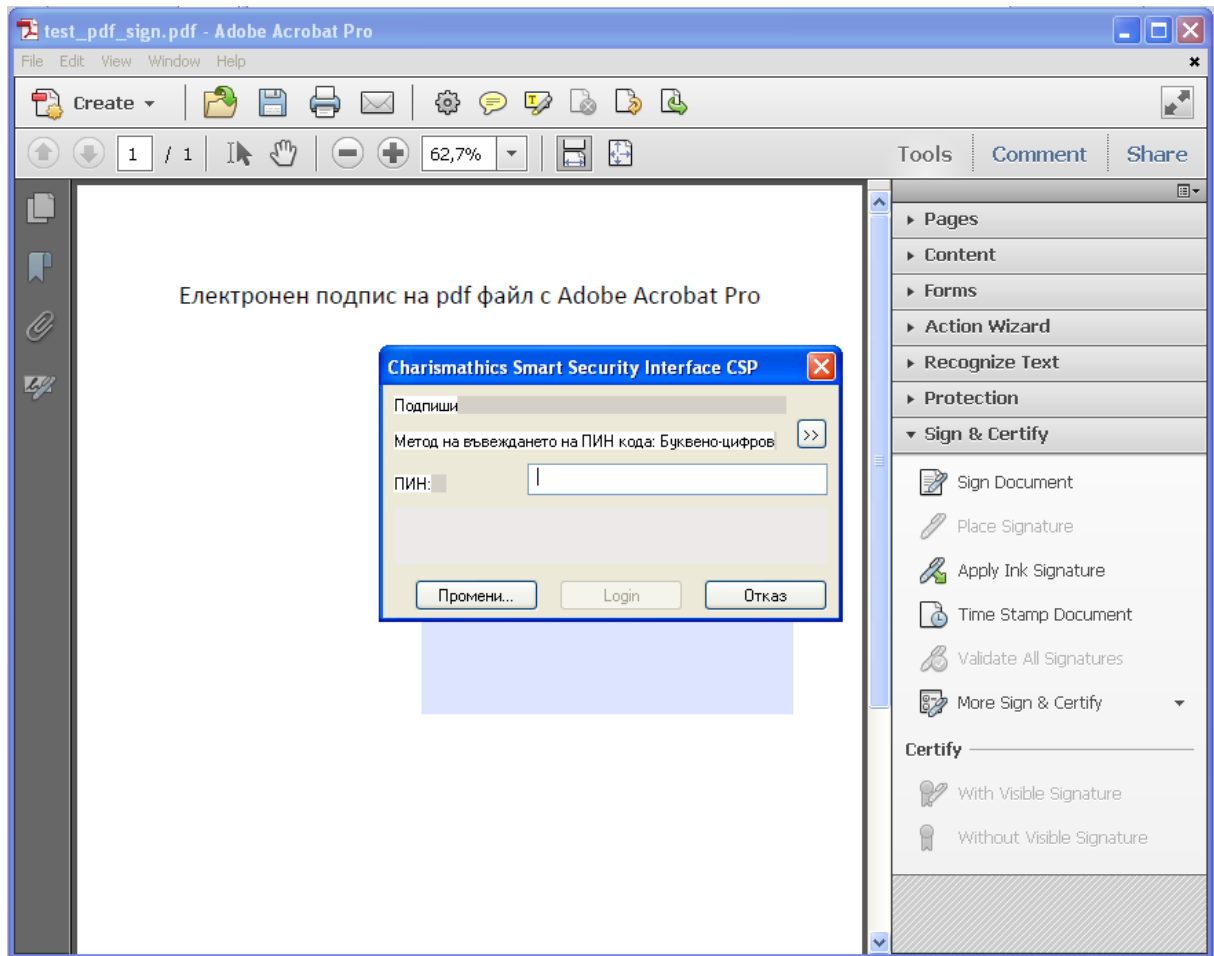 test_pdf_sign.pdf - Adobe Acrobat Pro
File Edit View Window Help
Create
1 / 1 62,7% Tools Comment Share
Pages
Content
Forms
Action Wizard
Recognize Text
Protection
Sign & Certify
Sign Document
Place Signature
Apply Ink Signature
Time Stamp Document
Validate All Signatures
More Sign & Certify
Certify
With Visible Signature
Without Visible Signature
Електронен подпис на pdf файл с Adobe Acrobat Pro
Charismathics Smart Security Interface CSP
Подпиши
Метод на въвеждането на ПИН кода: Буквено-цифров >>
ПИН:
Промени... Login Отказ